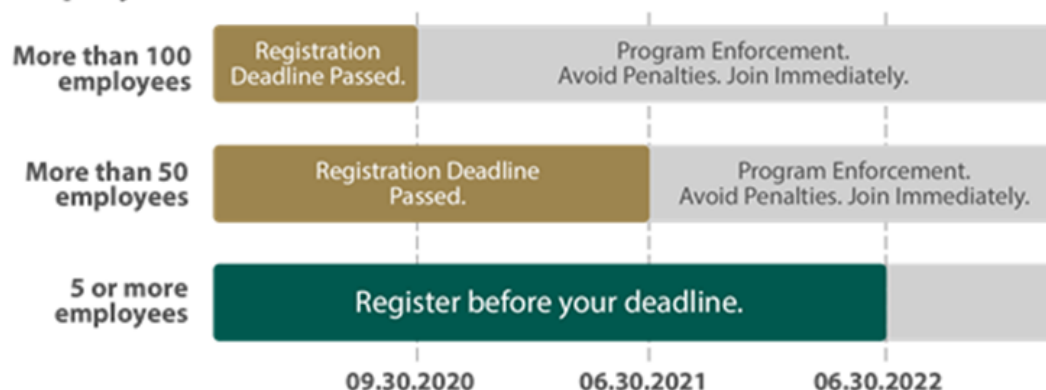 More than 100
employees
Registration
Deadline Passed.
Program Enforcement.
Avoid Penalties. Join Immediately.
More than 50
employees
Registration Deadline
Passed.
Program Enforcement.
Avoid Penalties. Join Immediately.
5 or more
employees
Register before your deadline.
09.30.2020
06.30.2021
06.30.2022